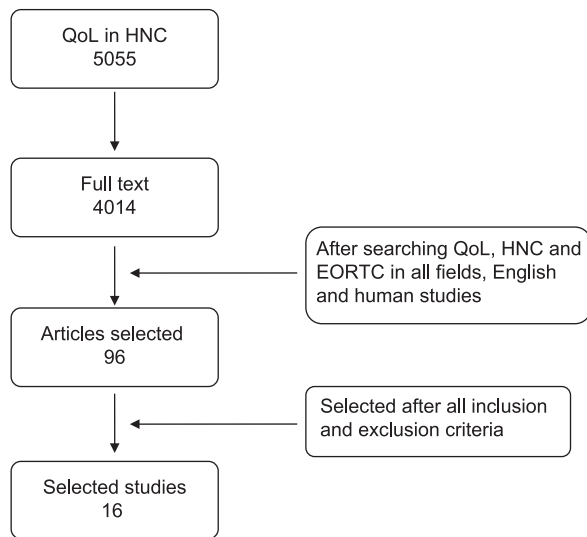 QoL in HNC
5055
Full text
4014
After searching QoL, HNC and
EORTC in all fields, English
and human studies
Articles selected
96
Selected after all inclusion
and exclusion criteria
Selected studies
16